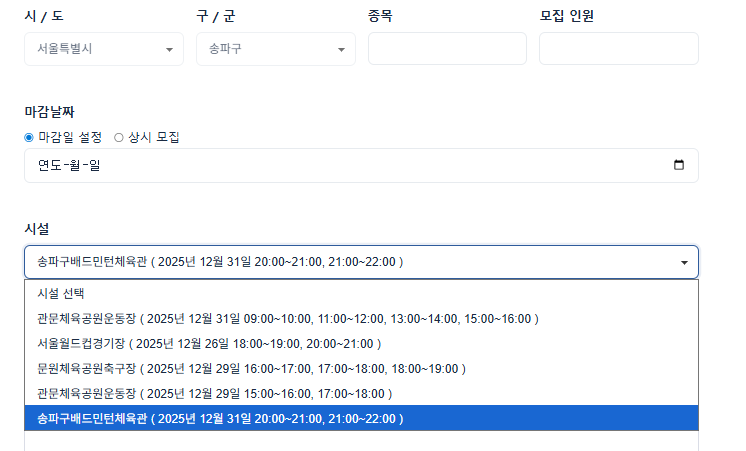 시 / 도 구 / 군 종목 모집 인원
서울특별시 송파구
마감날짜
마감일 설정 상시 모집
연도-월-일
시설
송파구배드민턴체육관 ( 2025년 12월 31일 20:00~21:00, 21:00~22:00 )
시설 선택
관문체육공원운동장 ( 2025년 12월 31일 09:00~10:00, 11:00~12:00, 13:00~14:00, 15:00~16:00 )
서울월드컵경기장 ( 2025년 12월 26일 18:00~19:00, 20:00~21:00 )
문원체육공원축구장 ( 2025년 12월 29일 16:00~17:00, 17:00~18:00, 18:00~19:00 )
관문체육공원운동장 ( 2025년 12월 29일 15:00~16:00, 17:00~18:00 )
송파구배드민턴체육관 ( 2025년 12월 31일 20:00~21:00, 21:00~22:00 )